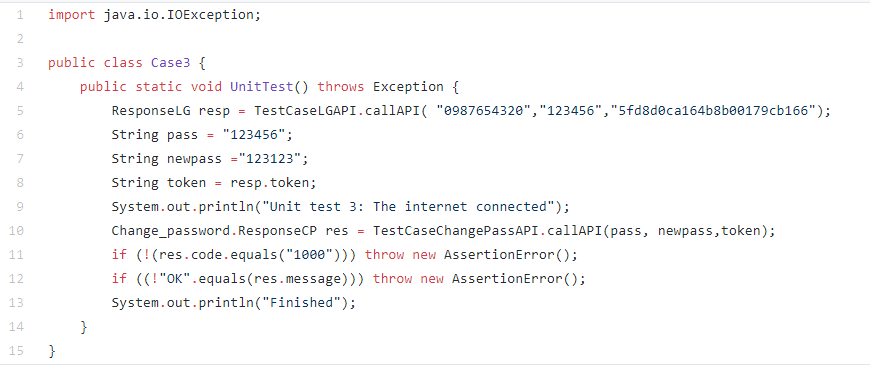 1 import java.io.IOException;
2
3 public class Case3 {
4 public static void UnitTest() throws Exception {
5 ResponseLG resp = TestCaseLGAPI.callAPI( "0987654320","123456","5fd8d0ca164b8b00179cb166");
6 String pass = "123456";
7 String newpass ="123123";
8 String token = resp.token;
9 System.out.println("Unit test 3: The internet connected");
10 Change_password.ResponseCP res = TestCaseChangePassAPI.callAPI(pass, newpass,token);
11 if (!(res.code.equals("1000"))) throw new AssertionError();
12 if ((!"OK".equals(res.message))) throw new AssertionError();
13 System.out.println("Finished");
14 }
15 }